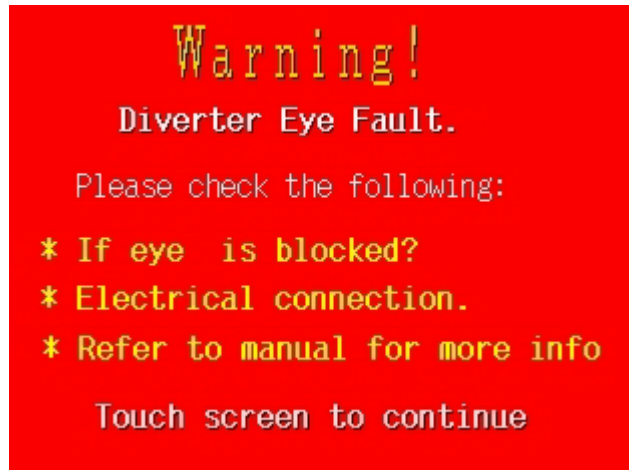 Warning!
Diverter Eye Fault.
Please check the following:
* If eye is blocked?
* Electrical connection.
* Refer to manual for more info
Touch screen to continue